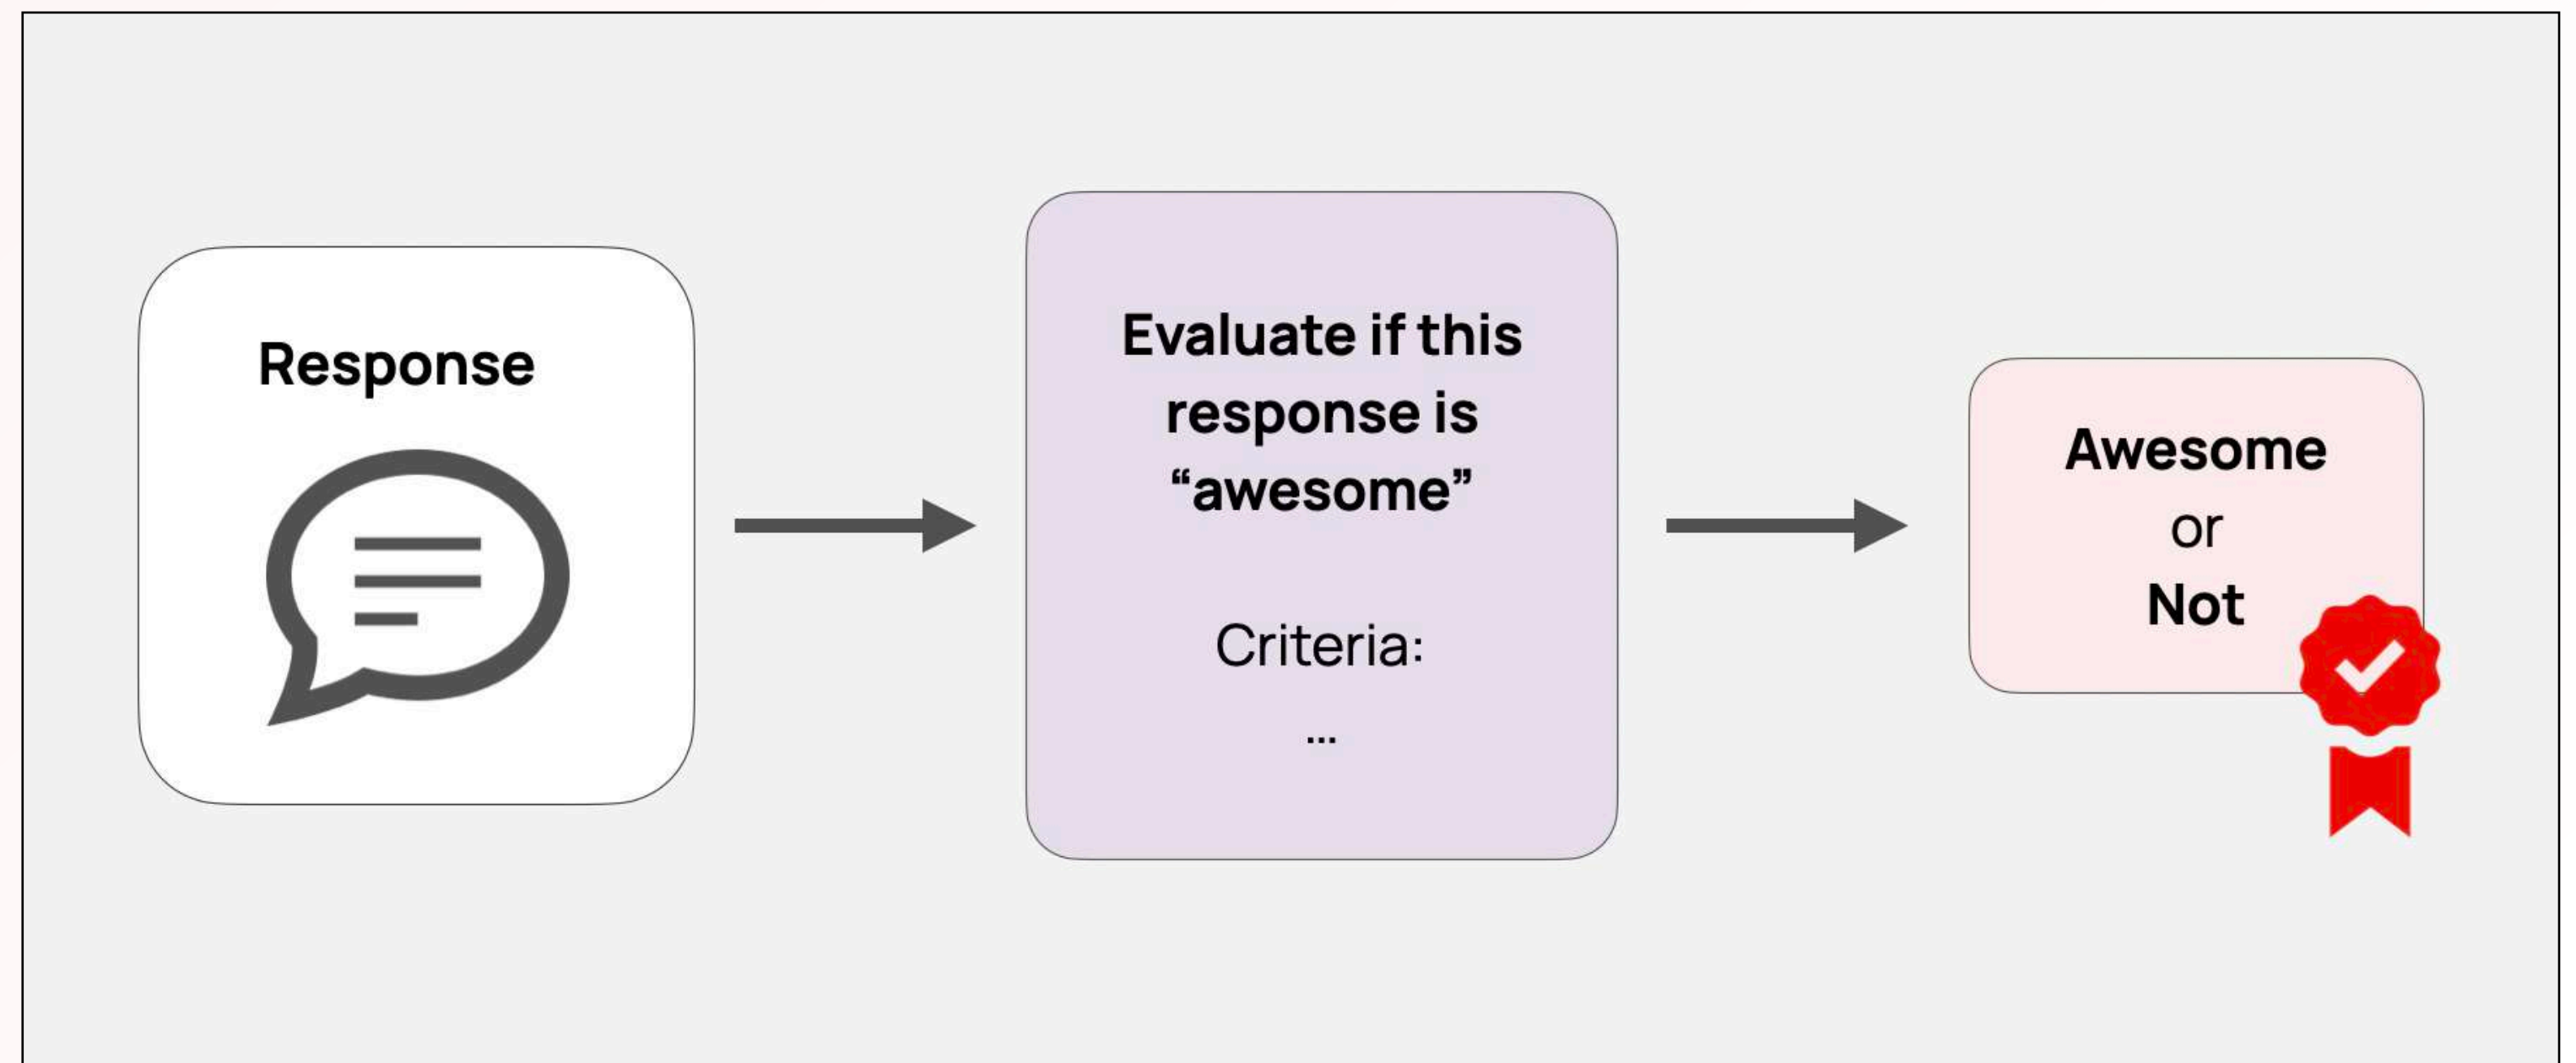 Response
Evaluate if this
response is
“awesome”
Criteria:
...
Awesome
or
Not